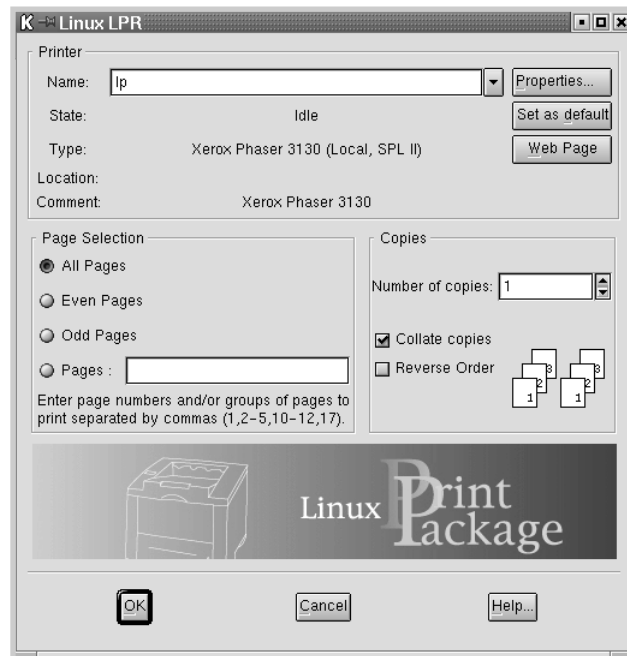 K Linux LPR
Printer
Name: lp Properties...
State: Idle Set as default
Type: Xerox Phaser 3130 (Local, SPL II) Web Page
Location:
Comment: Xerox Phaser 3130
Page Selection
All Pages
Even Pages
Odd Pages
Pages :
Enter page numbers and/or groups of pages to
print separated by commas (1,2-5,10-12,17).
Copies
Number of copies: 1
Collate copies
Reverse Order
3 3
2 2
1 1
Linux Print
Package
OK Cancel Help...